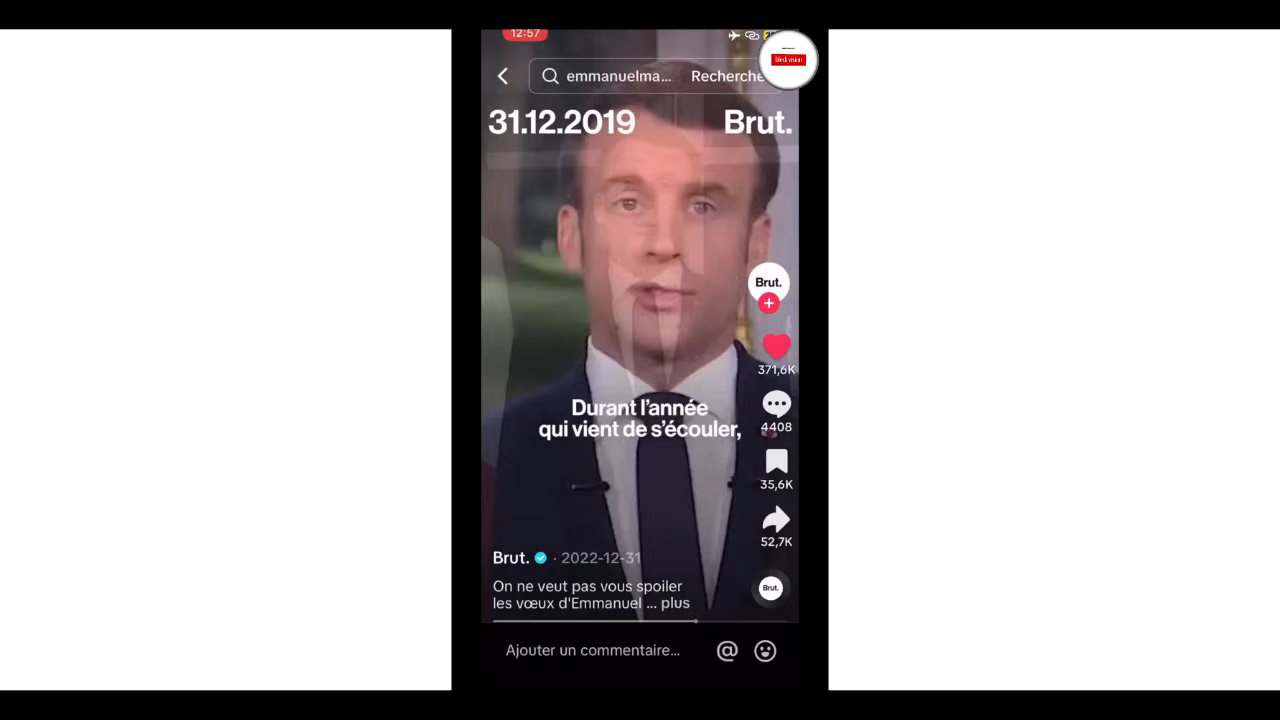 12:57
emmanuelma... Recherche
31.12.2019 Brut.
Brut.
371,6K
Durant l'année
qui vient de s'écouler,
4408
35,6K
52,7K
Brut. · 2022-12-31
On ne veut pas vous spoiler
les vœux d'Emmanuel ... plus
Brut.
Ajouter un commentaire...